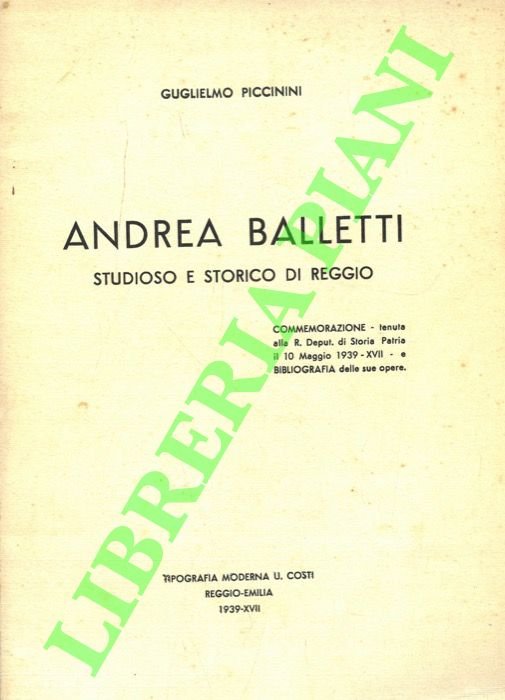 GUGLIELMO PICCININI
ANDREA BALLETTI
STUDIOSO E STORICO DI REGGIO
COMMEMORAZIONE - tenuta
alla R. Deput. di Storia Patria
il 10 Maggio 1939 - XVII - e
BIBLIOGRAFIA delle sue opere.
TIPOGRAFIA MODERNA U. COSTI
REGGIO-EMILIA
1939-XVII
LIBRERIA PIANI